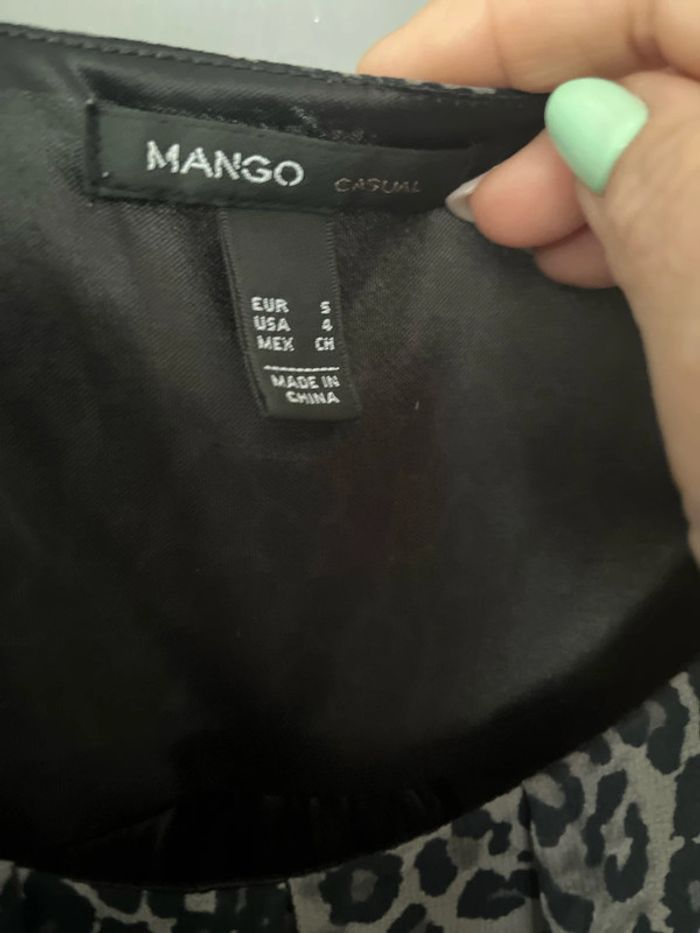 MANGO CASUAL
EUR S
USA 4
MEX CH
MADE IN
CHINA